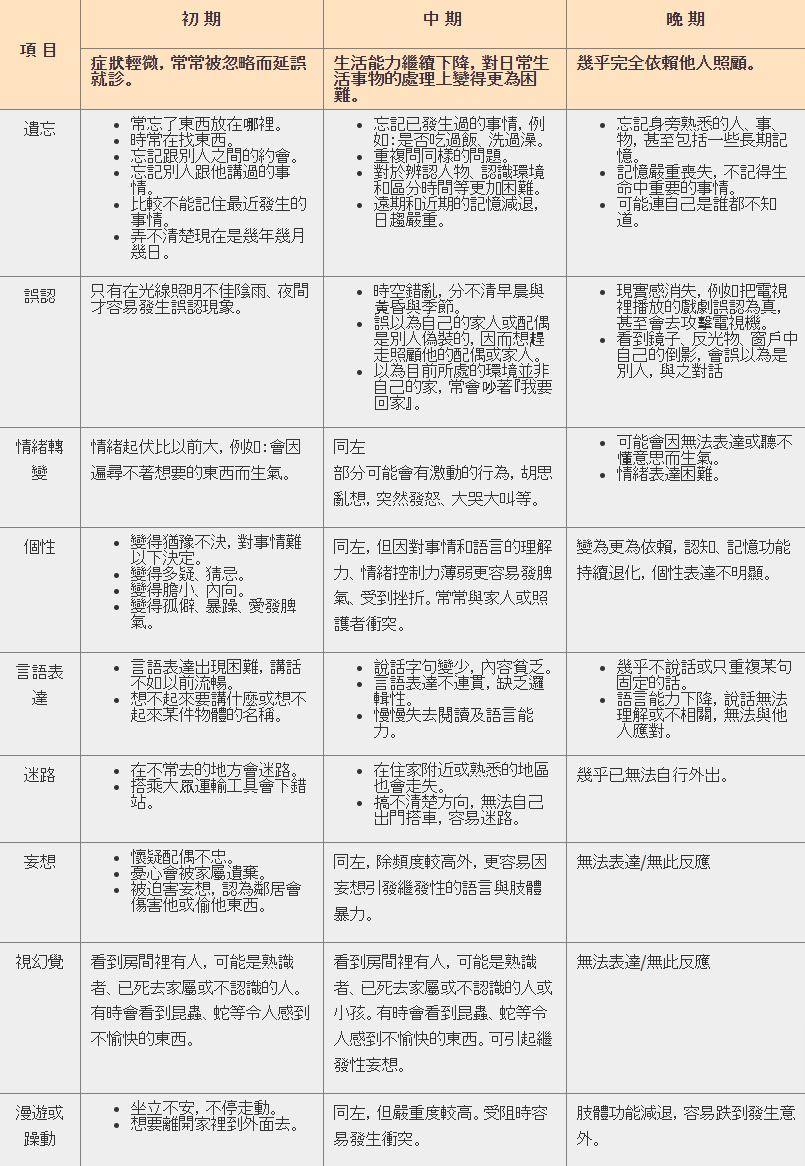 項 目
初 期
中 期
晚 期
症狀輕微，常常被忽略而延誤
就診。
生活能力繼續下降，對日常生
活事物的處理上變得更為困
難。
幾乎完全依賴他人照顧。
遺忘
• 常忘了東西放在哪裡。
• 時常在找東西。
• 忘記跟別人之間的約會。
• 忘記別人跟他講過的事
情。
• 比較不能記住最近發生的
事情。
• 弄不清楚現在是幾年幾月
幾日。
• 忘記已發生過的事情，例
如：是否吃過飯、洗過澡。
• 重複問同樣的問題。
• 對於辨認人物、認識環境
和區分時間等更加困難。
• 遠期和近期的記憶減退，
日趨嚴重。
• 忘記身旁熟悉的人、事、
物，甚至包括一些長期記
憶。
• 記憶嚴重喪失，不記得生
命中重要的事情。
• 可能連自己是誰都不知
道。
誤認
只有在光線照明不佳陰雨、夜間
才容易發生誤認現象。
• 時空錯亂，分不清早晨與
黃昏與季節。
• 誤以為自己的家人或配偶
是別人偽裝的，因而想趕
走照顧他的配偶或家人。
• 以為目前所處的環境並非
自己的家，常會吵著『我要
回家』。
• 現實感消失，例如把電視
裡播放的戲劇誤認為真，
甚至會去攻擊電視機。
• 看到鏡子、反光物、窗戶中
自己的倒影，會誤以為是
別人，與之對話
情緒轉
變
情緒起伏比以前大，例如：會因
遍尋不著想要的東西而生氣。
同左
部分可能會有激動的行為，胡思
亂想，突然發怒、大哭大叫等。
• 可能會因無法表達或聽不
懂意思而生氣。
• 情緒表達困難。
個性
• 變得猶豫不決，對事情難
以下決定。
• 變得多疑、猜忌。
• 變得膽小、內向。
• 變得孤僻、暴躁、愛發脾
氣。
同左，但因對事情和語言的理解
力、情緒控制力薄弱更容易發脾
氣、受到挫折。常常與家人或照
護者衝突。
變為更為依賴，認知、記憶功能
持續退化，個性表達不明顯。
言語表
達
• 言語表達出現困難，講話
不如以前流暢。
• 想不起來要講什麼或想不
起來某件物體的名稱。
• 說話字句變少，內容貧乏。
• 言語表達不連貫，缺乏邏
輯性。
• 慢慢失去閱讀及語言能
力。
• 幾乎不說話或只重複某句
固定的話。
• 語言能力下降，說話無法
理解或不相關，無法與他
人應對。
迷路
• 在不常去的地方會迷路。
• 搭乘大眾運輸工具會下錯
站。
• 在住家附近或熟悉的地區
也會走失。
• 搞不清楚方向，無法自己
出門搭車，容易迷路。
幾乎已無法自行外出。
妄想
• 懷疑配偶不忠。
• 憂心會被家屬遺棄。
• 被迫害妄想，認為鄰居會
傷害他或偷他東西。
同左，除頻度較高外，更容易因
妄想引發繼發性的語言與肢體
暴力。
無法表達/無此反應
視幻覺
看到房間裡有人，可能是熟識
者、已死去家屬或不認識的人。
有時會看到昆蟲、蛇等令人感到
不愉快的東西。
看到房間裡有人，可能是熟識
者、已死去家屬或不認識的人或
小孩。有時會看到昆蟲、蛇等令
人感到不愉快的東西。可引起繼
發性妄想。
無法表達/無此反應
漫遊或
躁動
• 坐立不安，不停走動。
• 想要離開家裡到外面去。
同左，但嚴重度較高。受阻時容
易發生衝突。
肢體功能減退，容易跌到發生意
外。